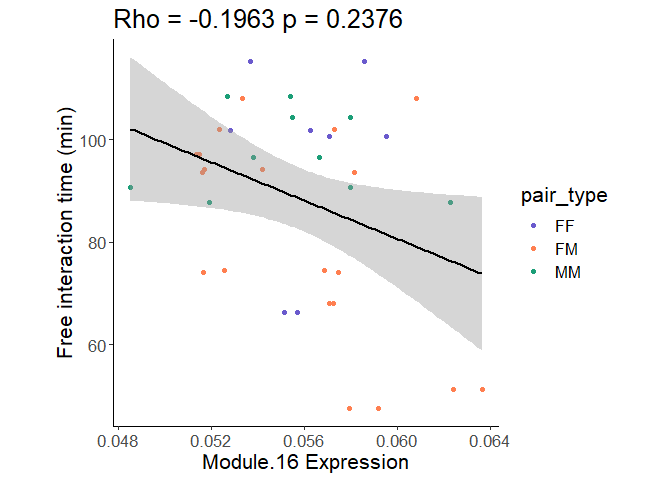 Rho = -0.1963 p = 0.2376
Free interaction time (min)
100
80
60
0.048 0.052 0.056 0.060 0.064
Module.16 Expression
pair_type
FF
FM
MM